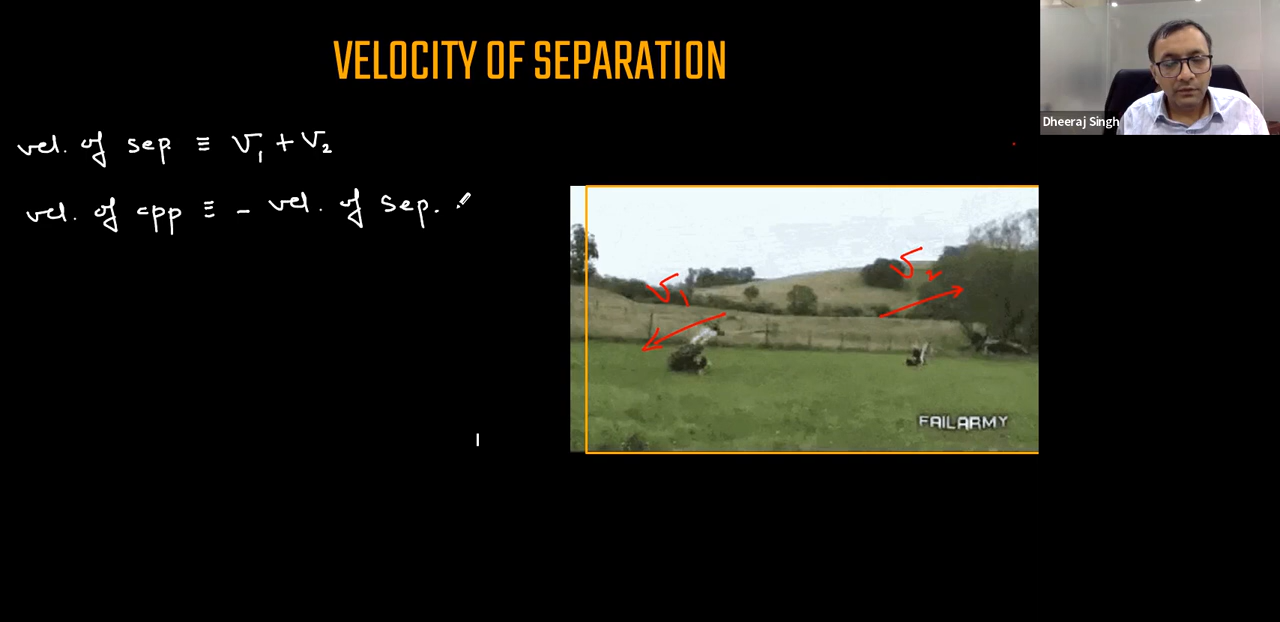 VELOCITY OF SEPARATION
Dheeraj Singh
vel. of sep ≡ V₁ + V₂
vel. of app ≡ - vel. of sep.
V₁
V₂
FAILARMY